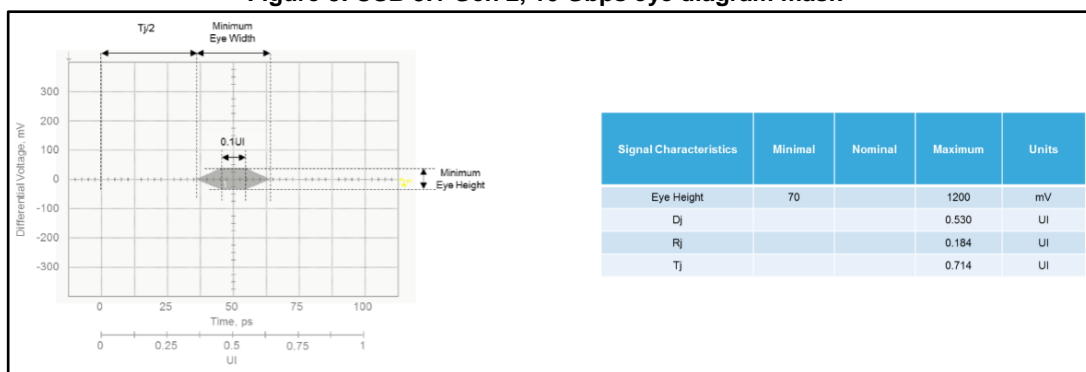 Tj/2
Minimum
Eye Width
300
200
100
0
-100
-200
-300
Differential Voltage, mV
0.1UI
Minimum
Eye Height
0 25 50 75 100
Time, ps
0 0.25 0.5 0.75 1
UI
Signal Characteristics Minimal Nominal Maximum Units
Eye Height 70 1200 mV
Dj 0.530 UI
Rj 0.184 UI
Tj 0.714 UI